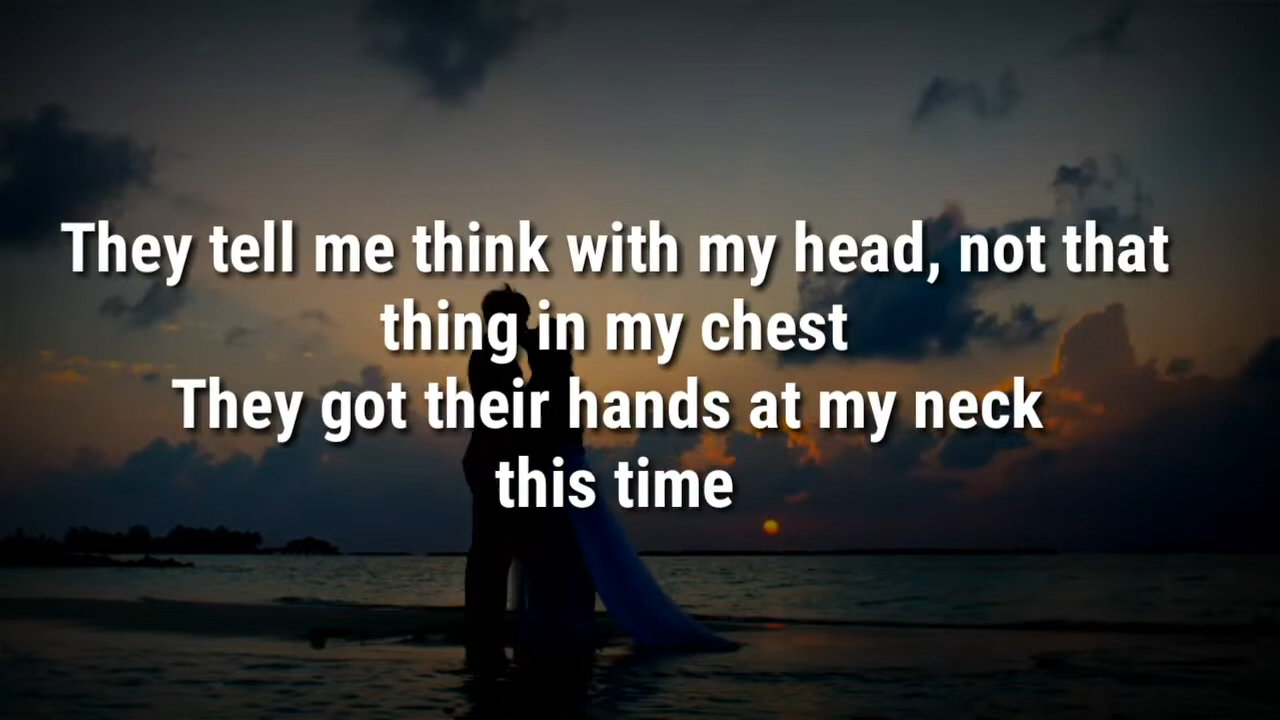 They tell me think with my head, not that
thing in my chest
They got their hands at my neck
this time